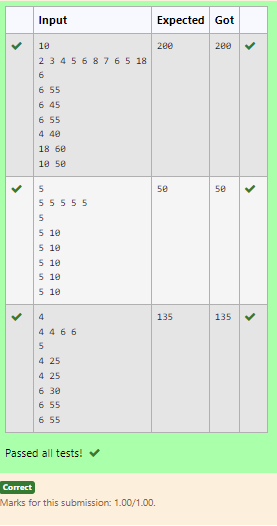 Input Expected Got
10 200 200
2 3 4 5 6 8 7 6 5 18
6
6 55
6 45
6 55
4 40
18 60
10 50
5 50 50
5 5 5 5 5
5
5 10
5 10
5 10
5 10
5 10
4 135 135
4 4 6 6
5
4 25
4 25
6 30
6 55
6 55
Passed all tests!
Correct
Marks for this submission: 1.00/1.00.